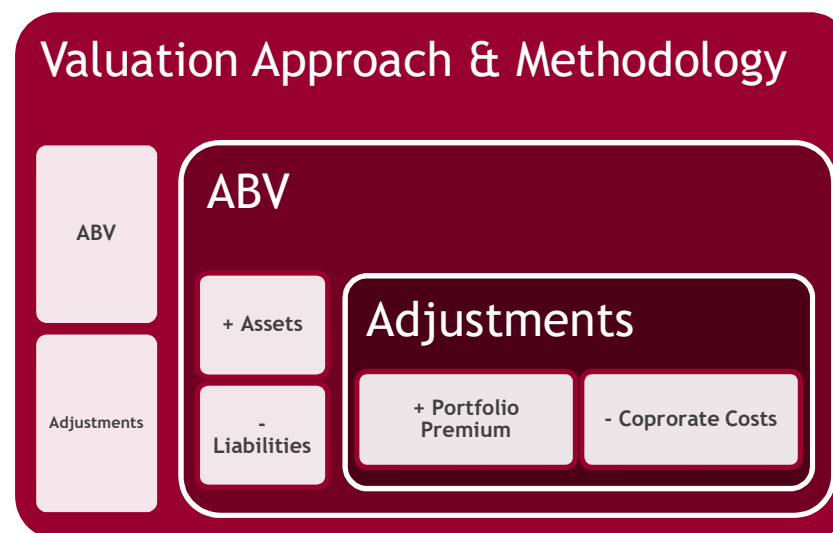 Valuation Approach & Methodology
ABV
Adjustments
ABV
+ Assets
-
Liabilities
Adjustments
+ Portfolio
Premium
- Coprorate Costs